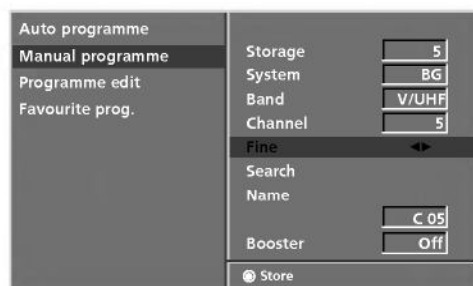 Auto programme
Manual programme
Programme edit
Favourite prog.
Storage 5
System BG
Band V/UHF
Channel 5
Fine ◀▶
Search
Name
C 05
Booster Off
Store